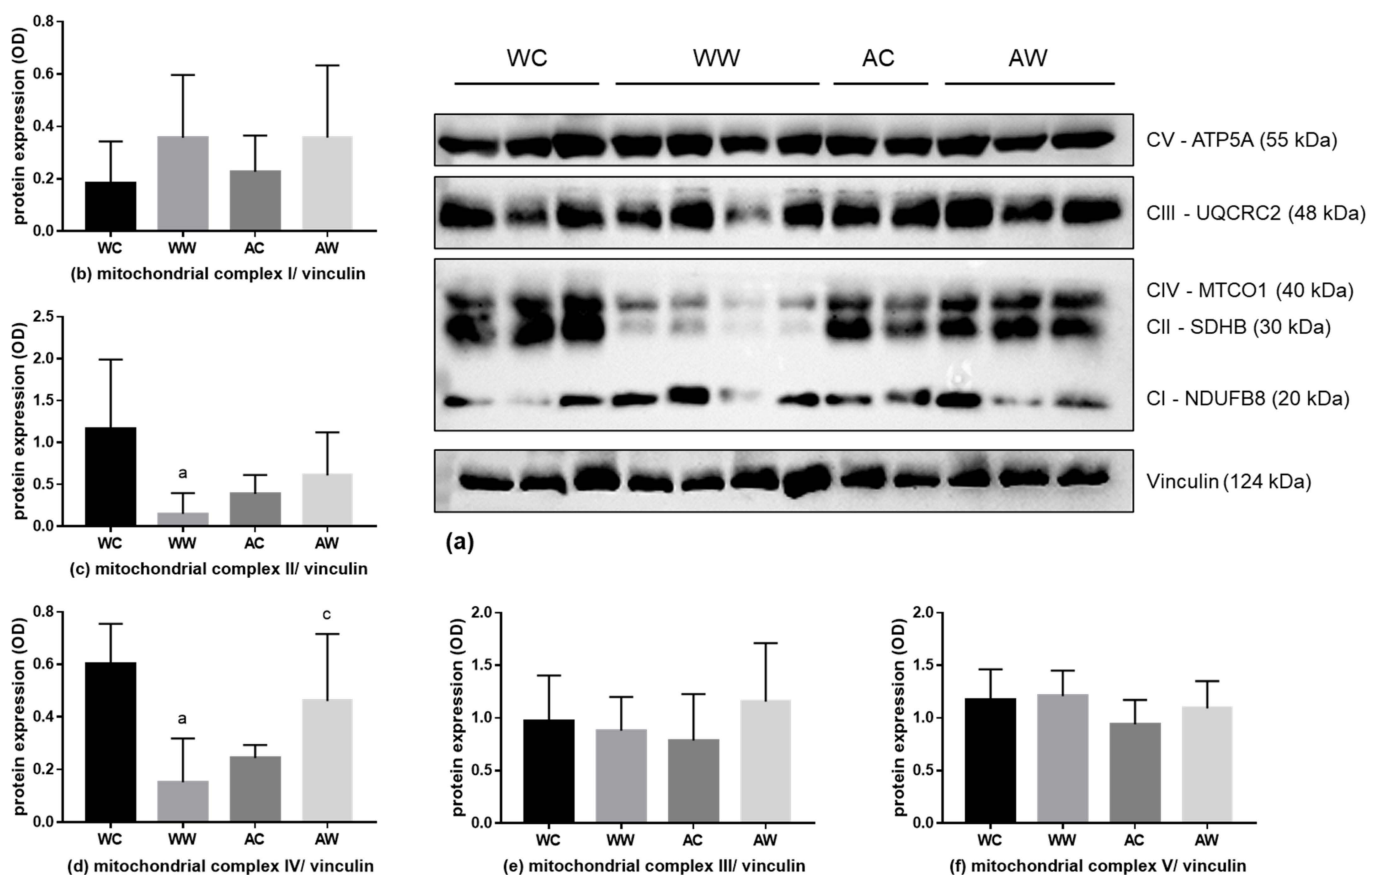 protein expression (OD)
0.8
0.6
0.4
0.2
0.0
WC WW AC AW
(b) mitochondrial complex I/ vinculin
protein expression (OD)
2.5
2.0
1.5
1.0
0.5
0.0
a
WC WW AC AW
(c) mitochondrial complex II/ vinculin
WC WW AC AW
CV - ATP5A (55 kDa)
CIII - UQCRC2 (48 kDa)
CIV - MTCO1 (40 kDa)
CII - SDHB (30 kDa)
CI - NDUFB8 (20 kDa)
Vinculin (124 kDa)
(a)
protein expression (OD)
0.8
0.6
0.4
0.2
0.0
a
c
WC WW AC AW
(d) mitochondrial complex IV/ vinculin
protein expression (OD)
2.0
1.5
1.0
0.5
0.0
WC WW AC AW
(e) mitochondrial complex III/ vinculin
protein expression (OD)
2.0
1.5
1.0
0.5
0.0
WC WW AC AW
(f) mitochondrial complex V/ vinculin